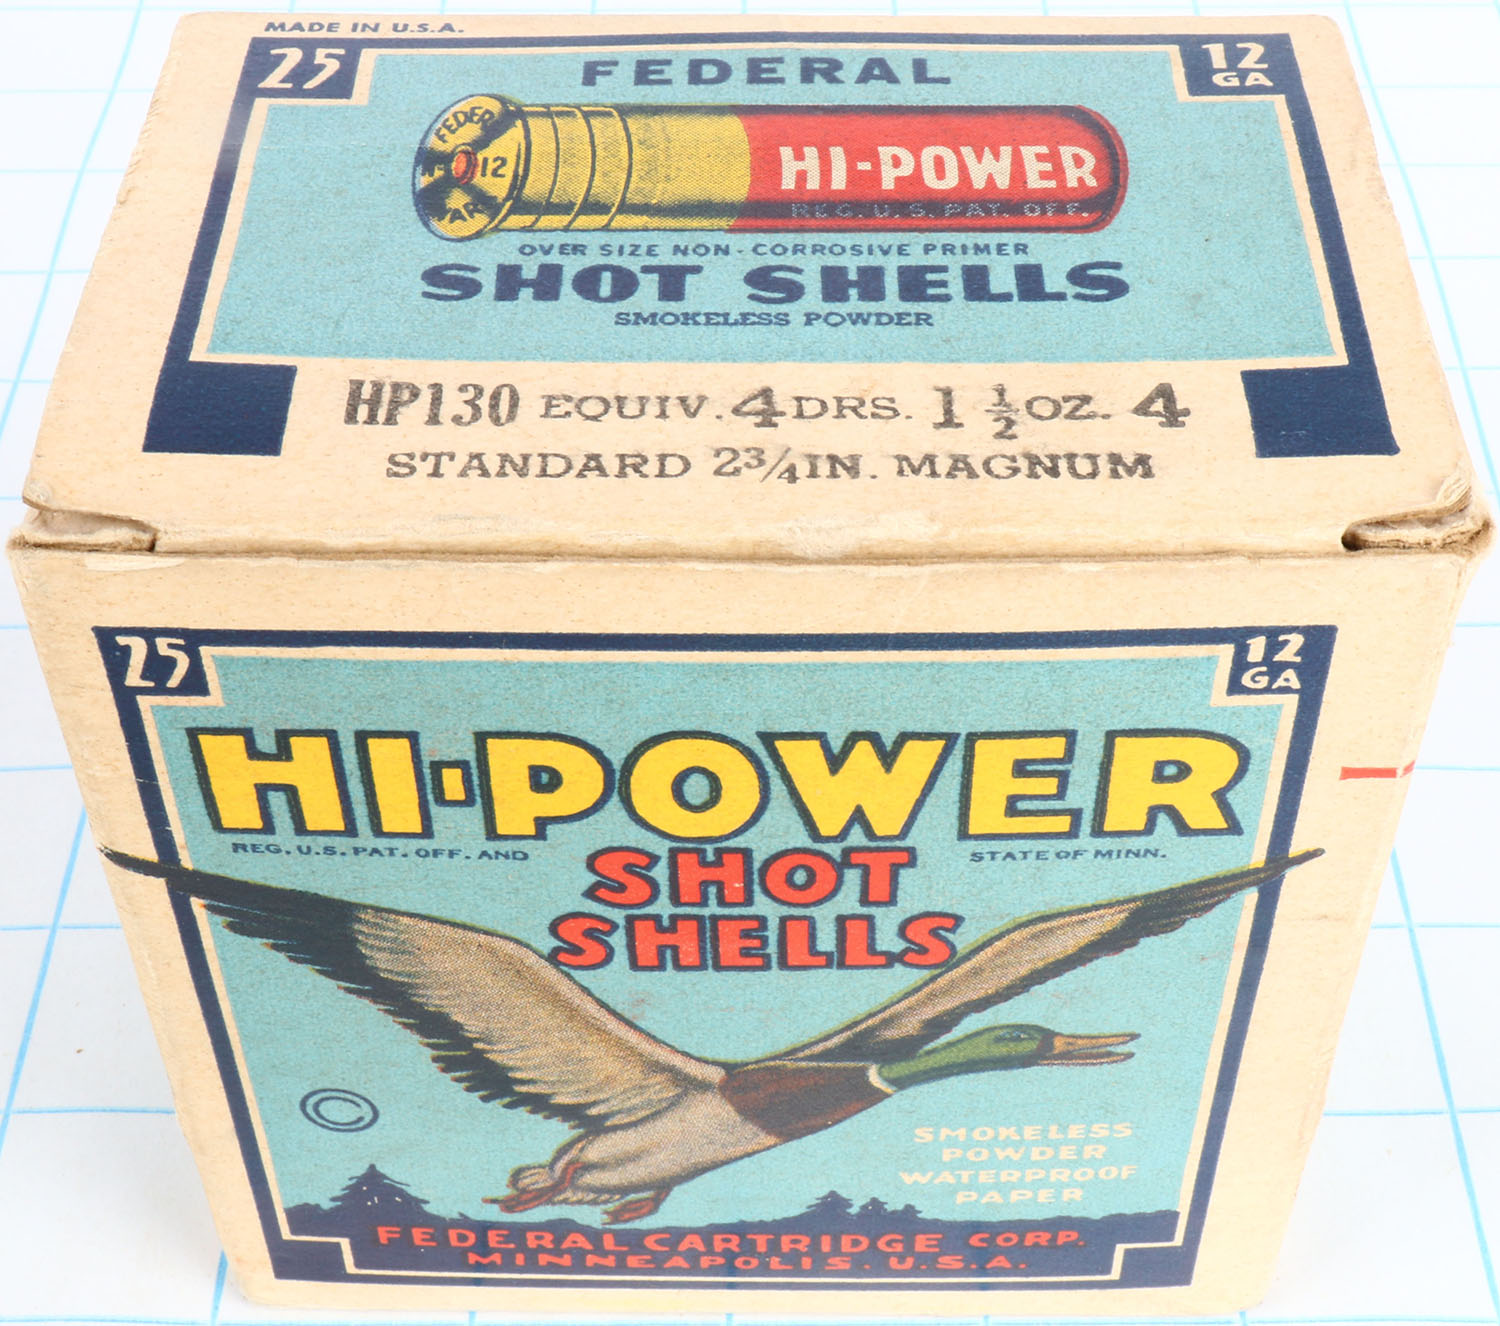 MADE IN U.S.A.
25
12
GA
FEDERAL
12
HI-POWER
REG. U.S. PAT. OFF.
OVER SIZE NON-CORROSIVE PRIMER
SHOT SHELLS
SMOKELESS POWDER
HP130 EQUIV. 4 DRS. 1 1/2 OZ. 4
STANDARD 2 3/4 IN. MAGNUM
25
12
GA
HI-POWER
REG. U.S. PAT. OFF. AND STATE OF MINN.
SHOT
SHELLS
©
SMOKELESS
POWDER
WATERPROOF
PAPER
FEDERAL CARTRIDGE CORP.
MINNEAPOLIS. U.S.A.